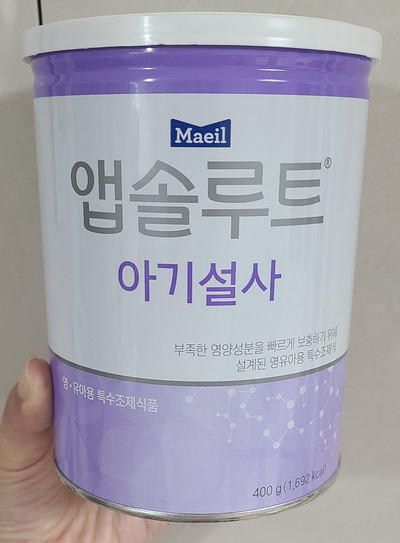 Maeil
앱솔루트®
아기설사
부족한 영양성분을 빠르게 보충하기 위해
설계된 영유아용 특수조제식
영·유아용 특수조제식품
400 g (1,692 kcal)